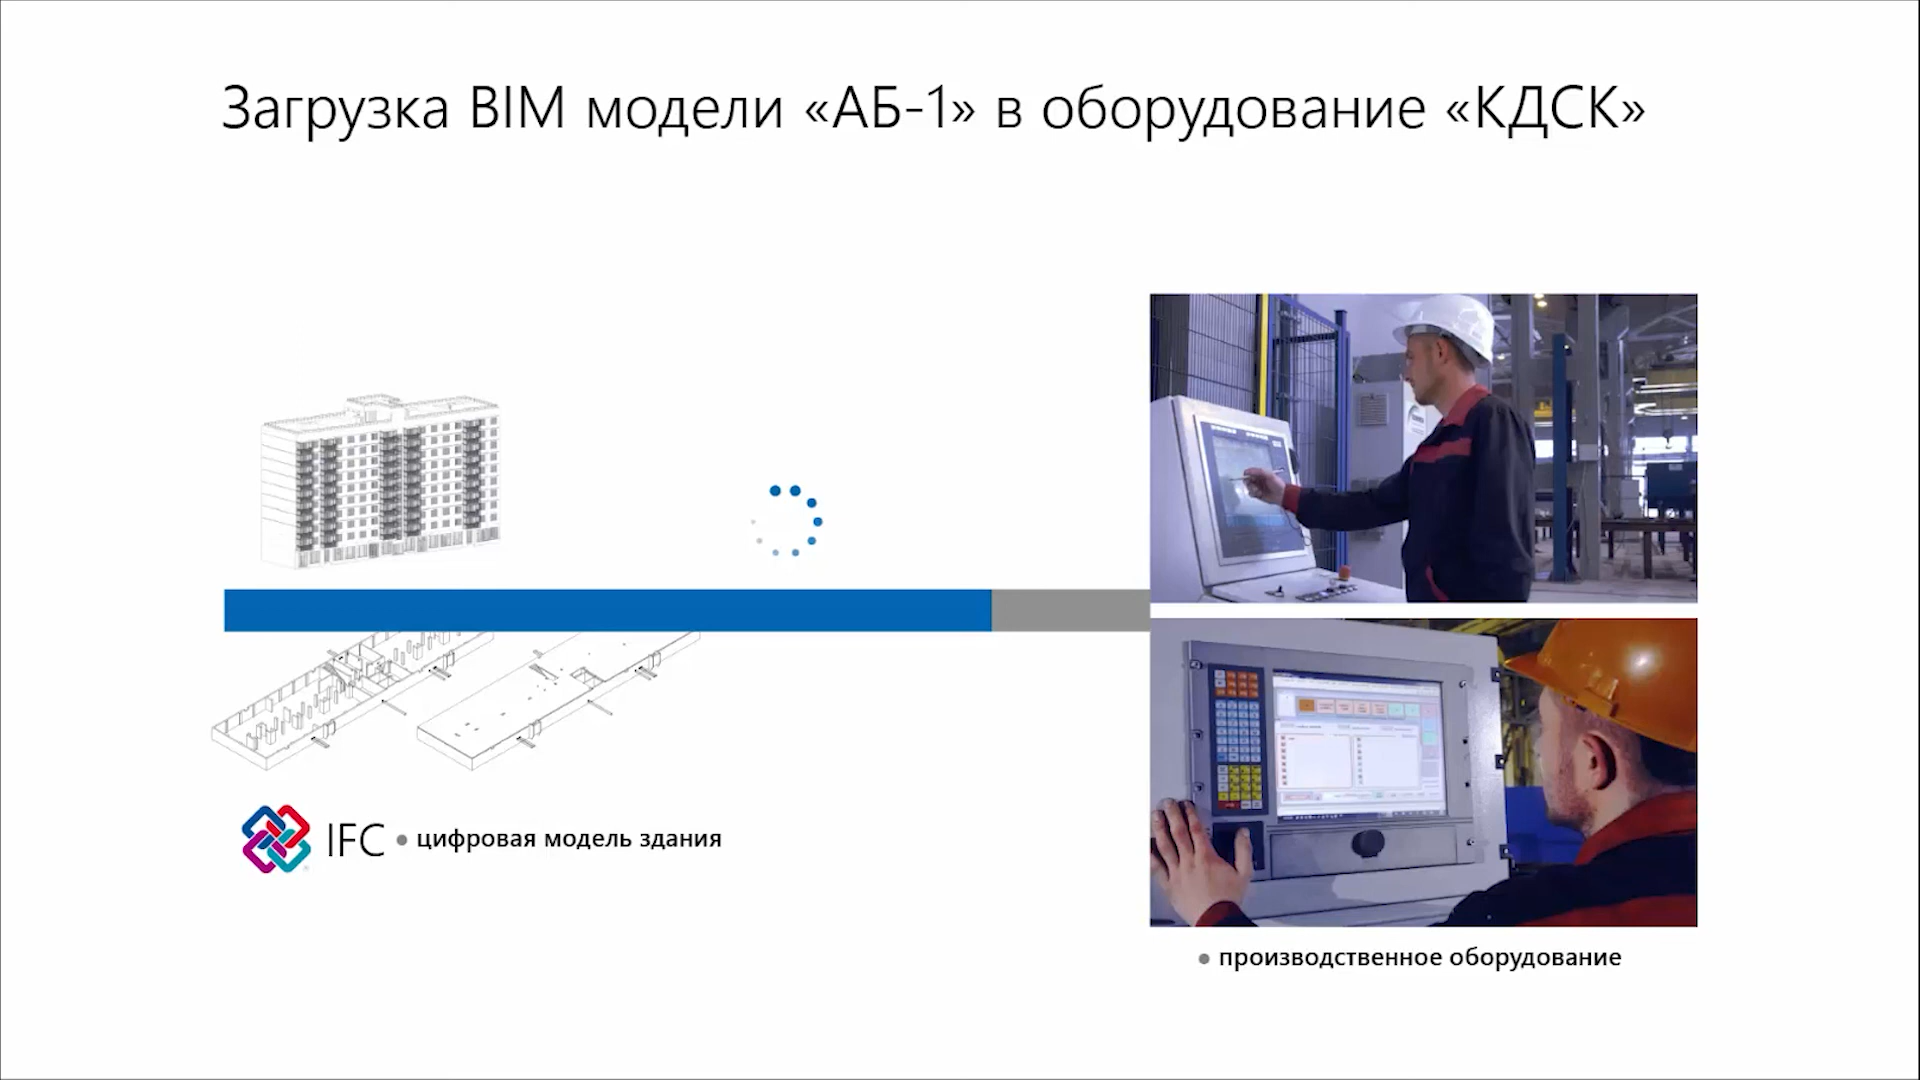 Загрузка BIM модели «АБ-1» в оборудование «КДСК»
IFC • цифровая модель здания
• производственное оборудование